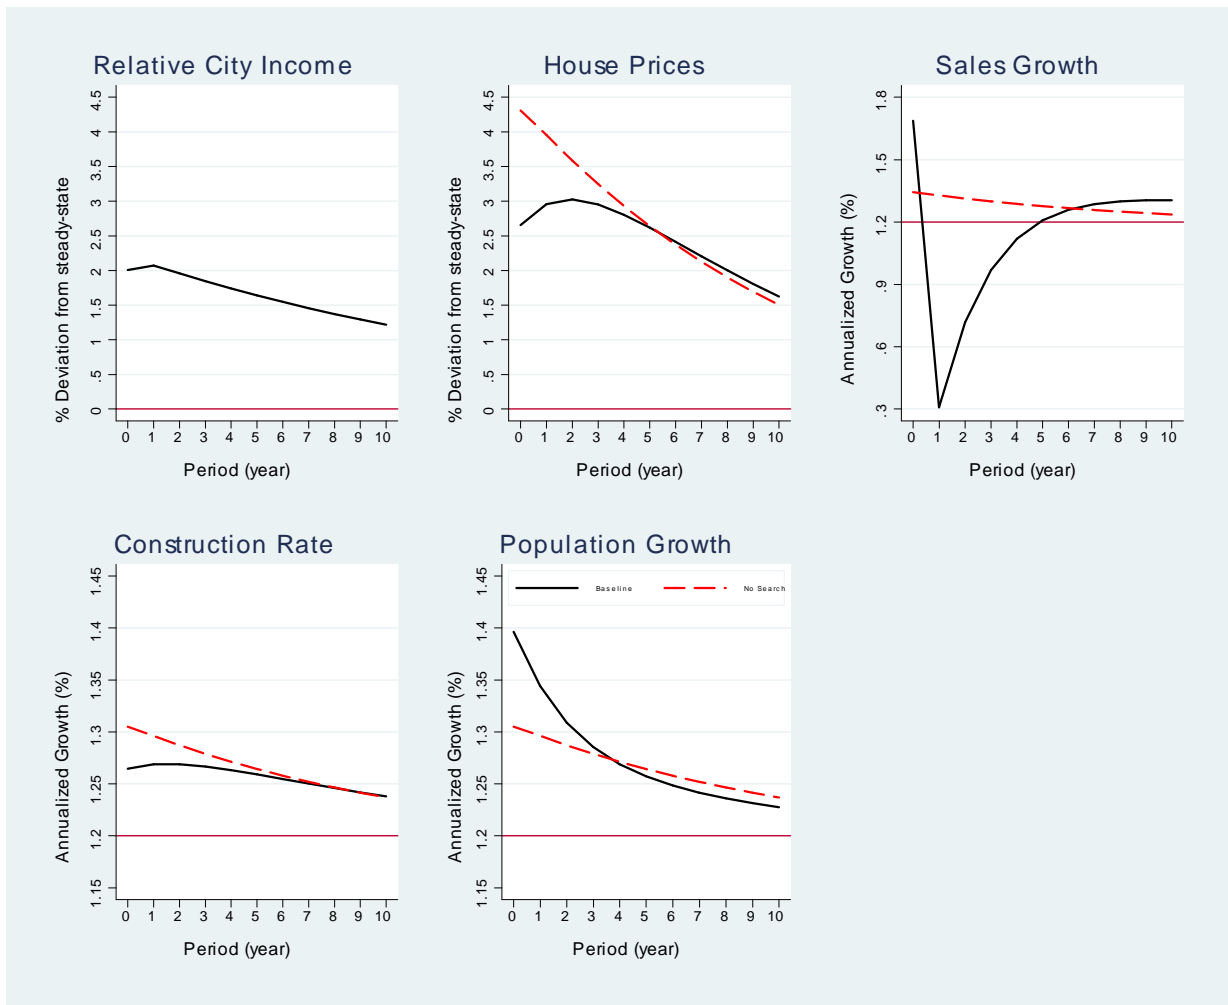 Relative City Income
% Deviation from steady-state
4.5
4
3.5
3
2.5
2
1.5
1
.5
0
0 1 2 3 4 5 6 7 8 9 10
Period (year)
House Prices
% Deviation from steady-state
4.5
4
3.5
3
2.5
2
1.5
1
.5
0
0 1 2 3 4 5 6 7 8 9 10
Period (year)
Sales Growth
Annualized Growth (%)
1.8
1.5
1.2
.9
.6
.3
0 1 2 3 4 5 6 7 8 9 10
Period (year)
Construction Rate
Annualized Growth (%)
1.45
1.4
1.35
1.3
1.25
1.2
1.15
0 1 2 3 4 5 6 7 8 9 10
Period (year)
Population Growth
Baseline No Search
Annualized Growth (%)
1.45
1.4
1.35
1.3
1.25
1.2
1.15
0 1 2 3 4 5 6 7 8 9 10
Period (year)